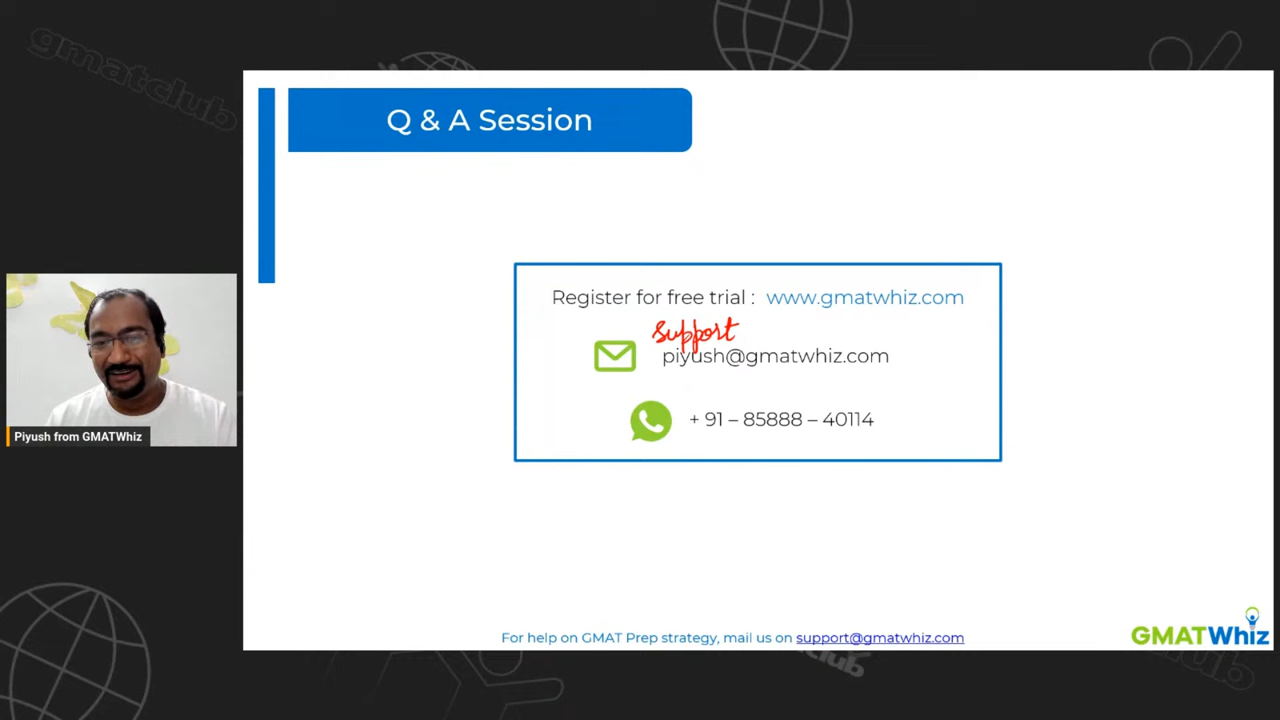 gmatclub
Q & A Session
Register for free trial : www.gmatwhiz.com
Support
piyush@gmatwhiz.com
+ 91 – 85888 – 40114
Piyush from GMATWhiz
For help on GMAT Prep strategy, mail us on support@gmatwhiz.com
GMATWhiz